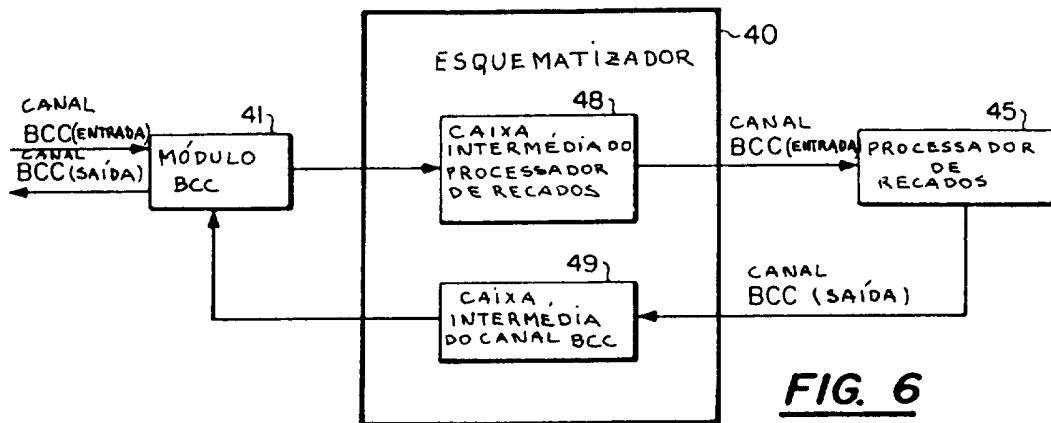 40
ESQUEMATIZADOR
CANAL
BCC (ENTRADA)
CANAL
BCC (SAÍDA)
41
MÓDULO
BCC
48
CAIXA
INTERMÉDIA DO
PROCESSADOR
DE RECADOS
CANAL
BCC (ENTRADA)
45
PROCESSADOR
DE
RECADOS
49
CAIXA
INTERMÉDIA
DO CANAL BCC
CANAL
BCC (SAÍDA)
FIG. 6